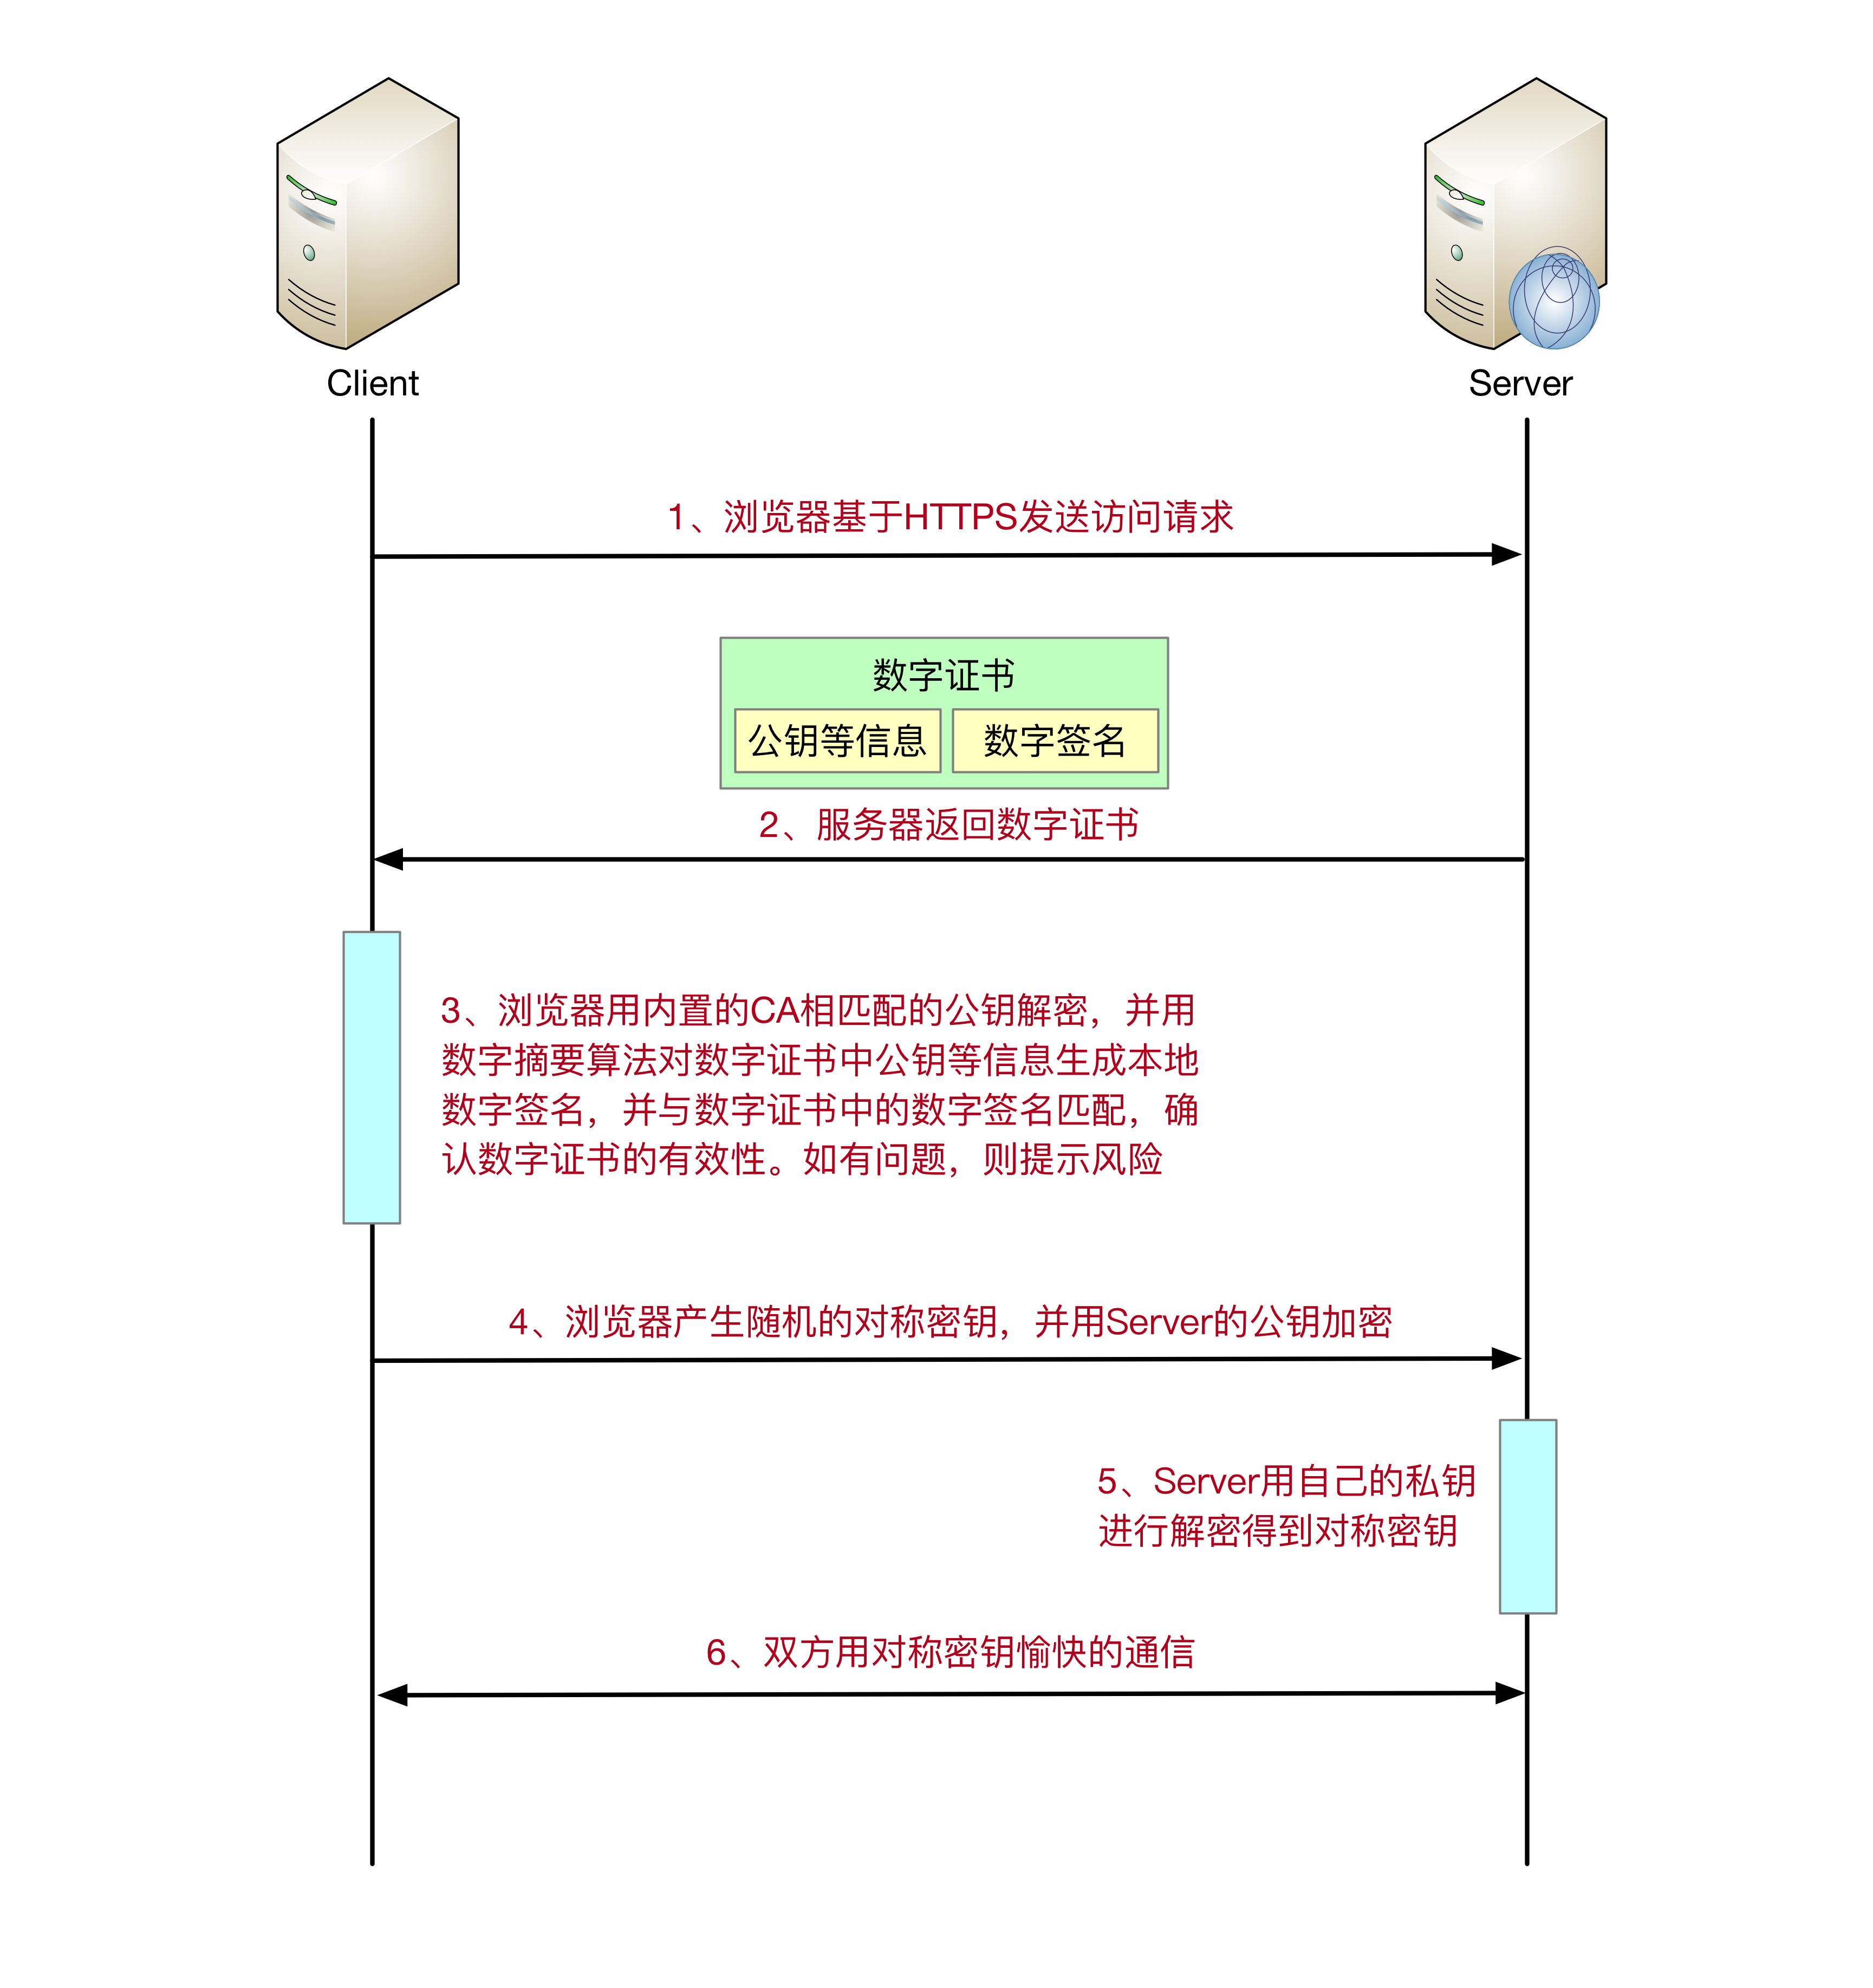 Client
Server
1、浏览器基于HTTPS发送访问请求
数字证书
公钥等信息
数字签名
2、服务器返回数字证书
3、浏览器用内置的CA相匹配的公钥解密，并用
数字摘要算法对数字证书中公钥等信息生成本地
数字签名，并与数字证书中的数字签名匹配，确
认数字证书的有效性。如有问题，则提示风险
4、浏览器产生随机的对称密钥，并用Server的公钥加密
5、Server用自己的私钥
进行解密得到对称密钥
6、双方用对称密钥愉快的通信